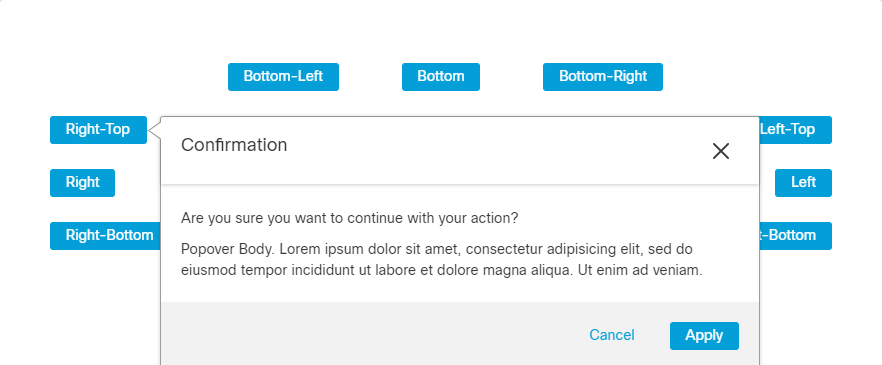 Bottom-Left Bottom Bottom-Right
Right-Top Left-Top
Confirmation
Right Left
Are you sure you want to continue with your action?
Right-Bottom t-Bottom
Popover Body. Lorem ipsum dolor sit amet, consectetur adipisicing elit, sed do
eiusmod tempor incididunt ut labore et dolore magna aliqua. Ut enim ad veniam.
Cancel Apply